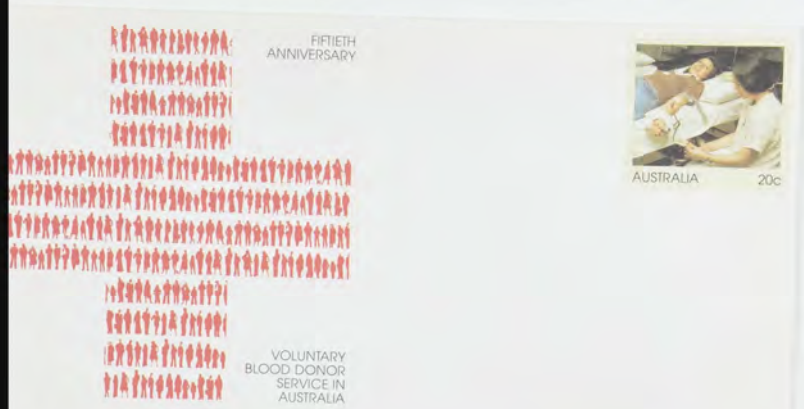 FIFTIETH
ANNIVERSARY
AUSTRALIA 20c
VOLUNTARY
BLOOD DONOR
SERVICE IN
AUSTRALIA